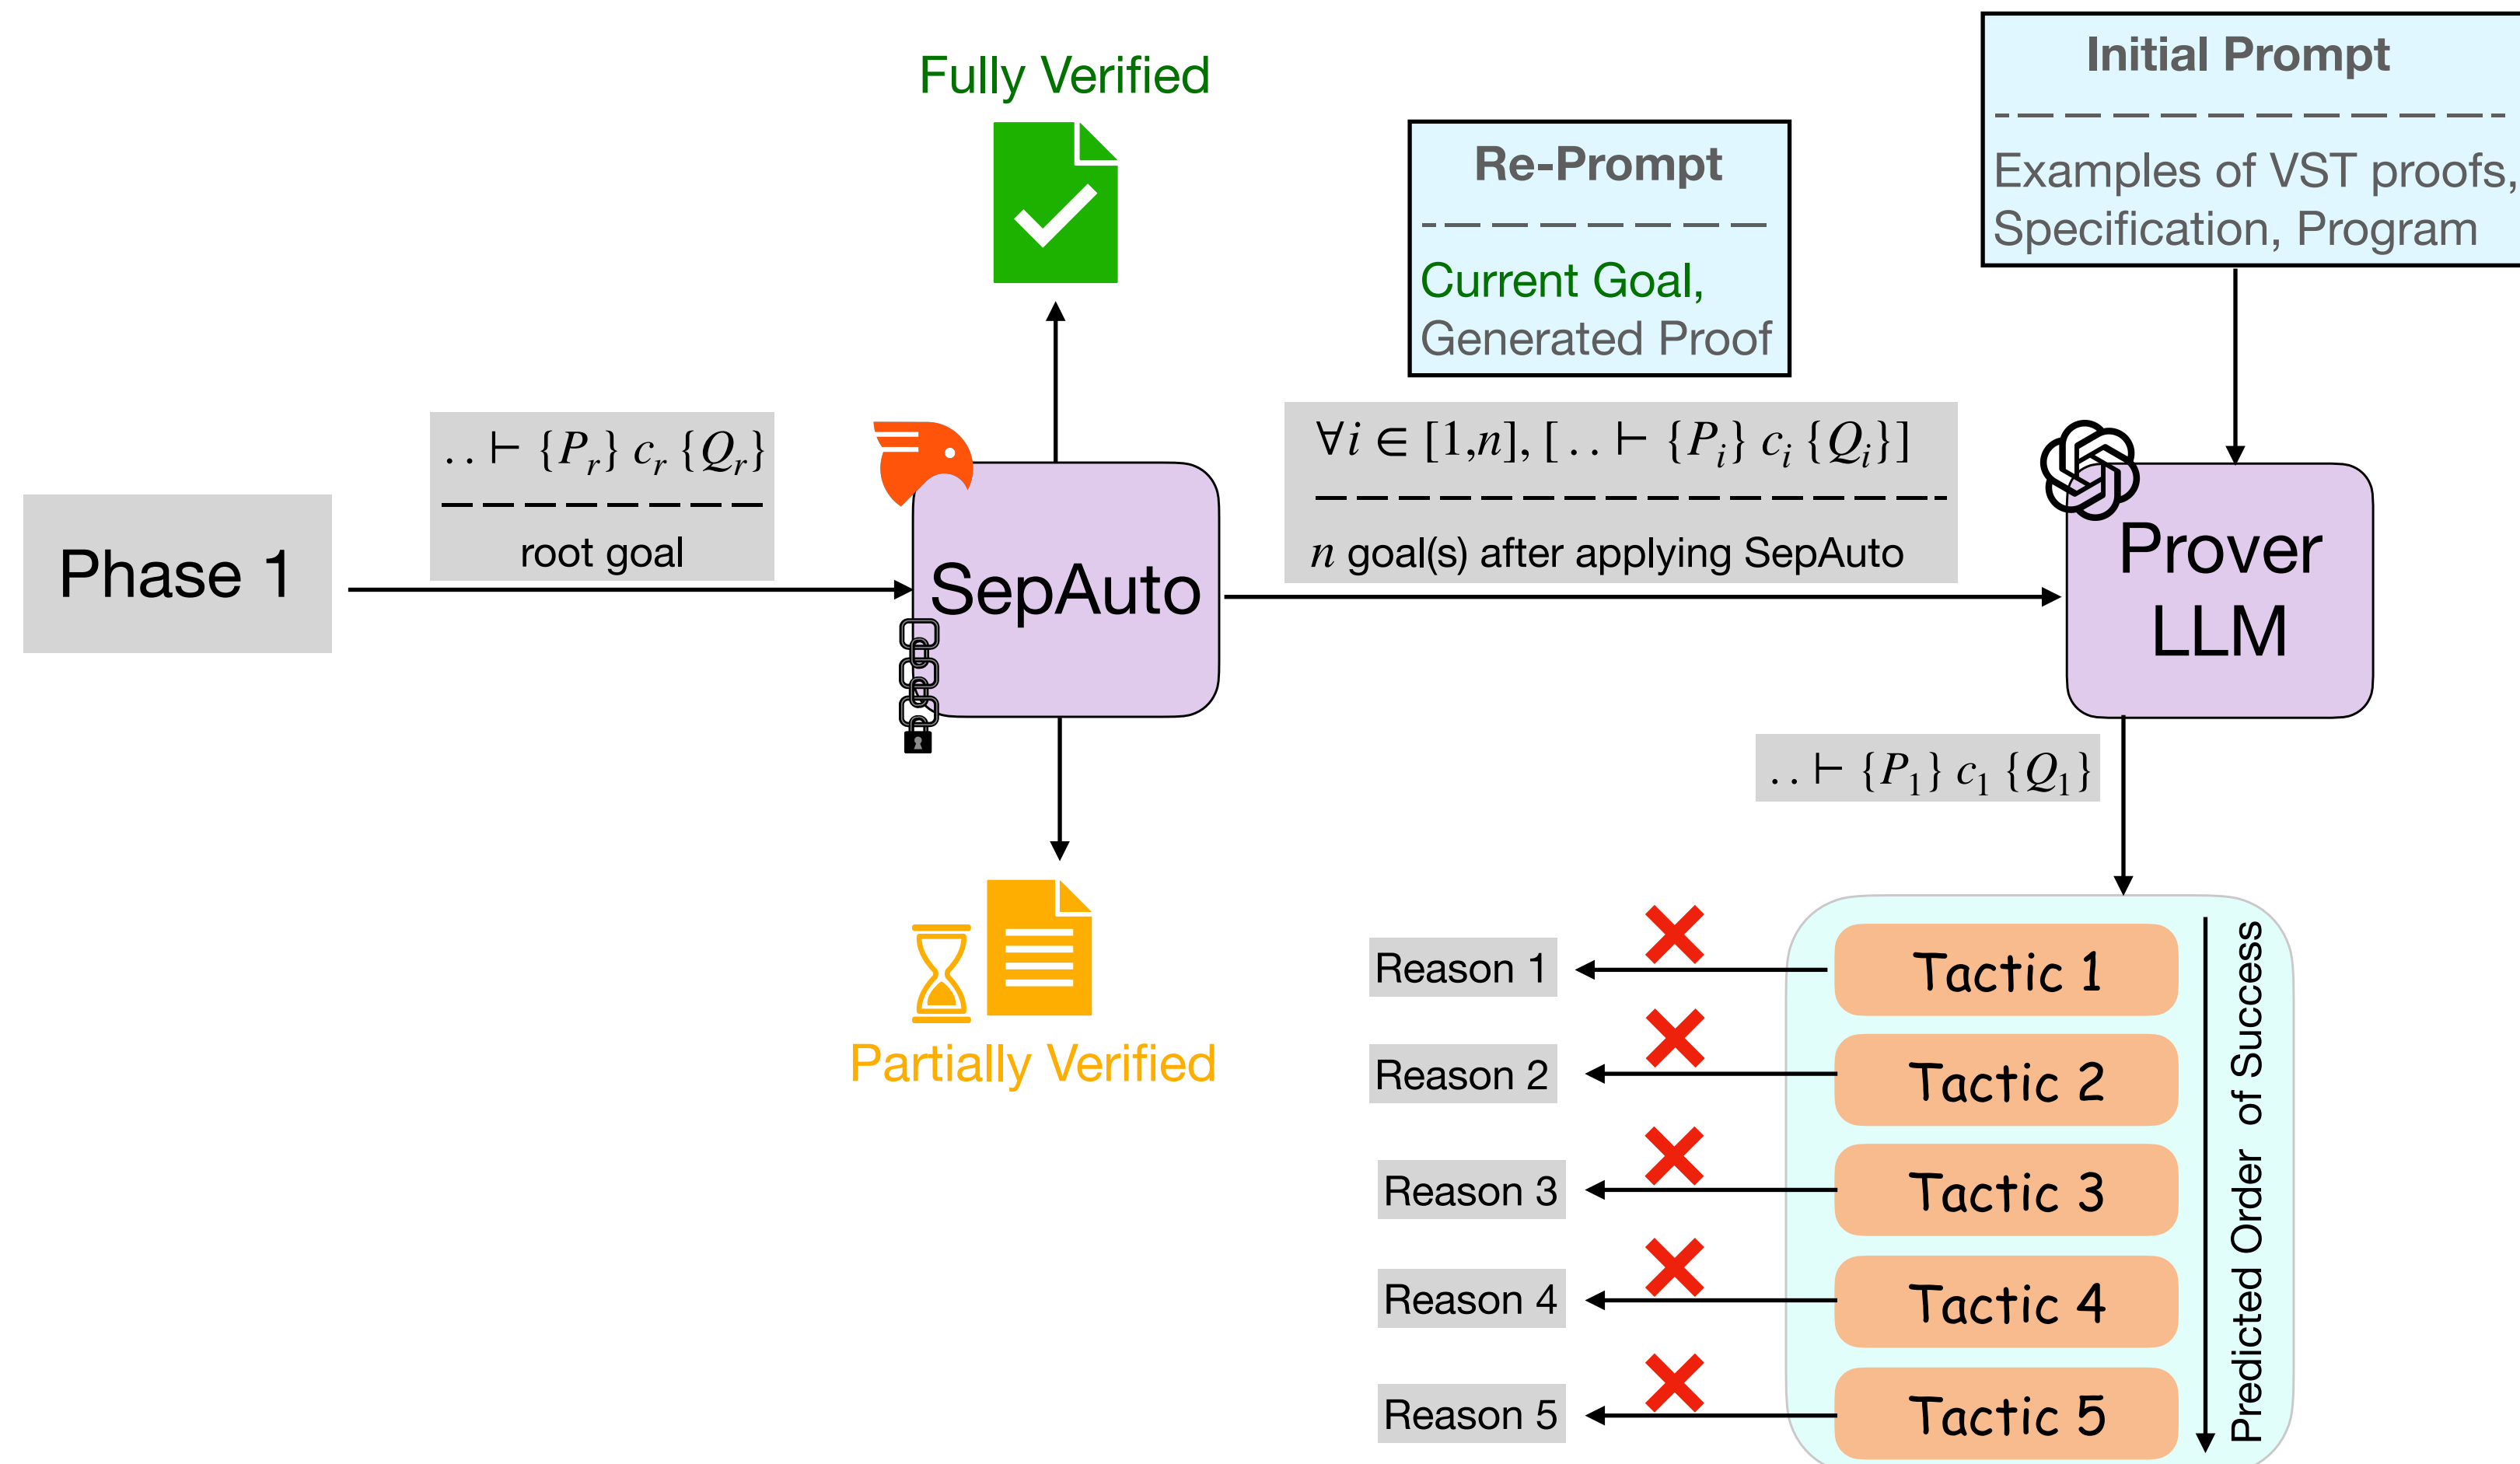 Fully Verified
Initial Prompt
Examples of VST proofs,
Specification, Program
Re-Prompt
Current Goal,
Generated Proof
Phase 1
. . ⊢ {P_r} c_r {Q_r}
root goal
SepAuto
∀i ∈ [1,n], [ . . ⊢ {P_i} c_i {Q_i}]
n goal(s) after applying SepAuto
Prover
LLM
. . ⊢ {P_1} c_1 {Q_1}
Partially Verified
Reason 1
Tactic 1
Reason 2
Tactic 2
Reason 3
Tactic 3
Reason 4
Tactic 4
Reason 5
Tactic 5
Predicted Order of Success